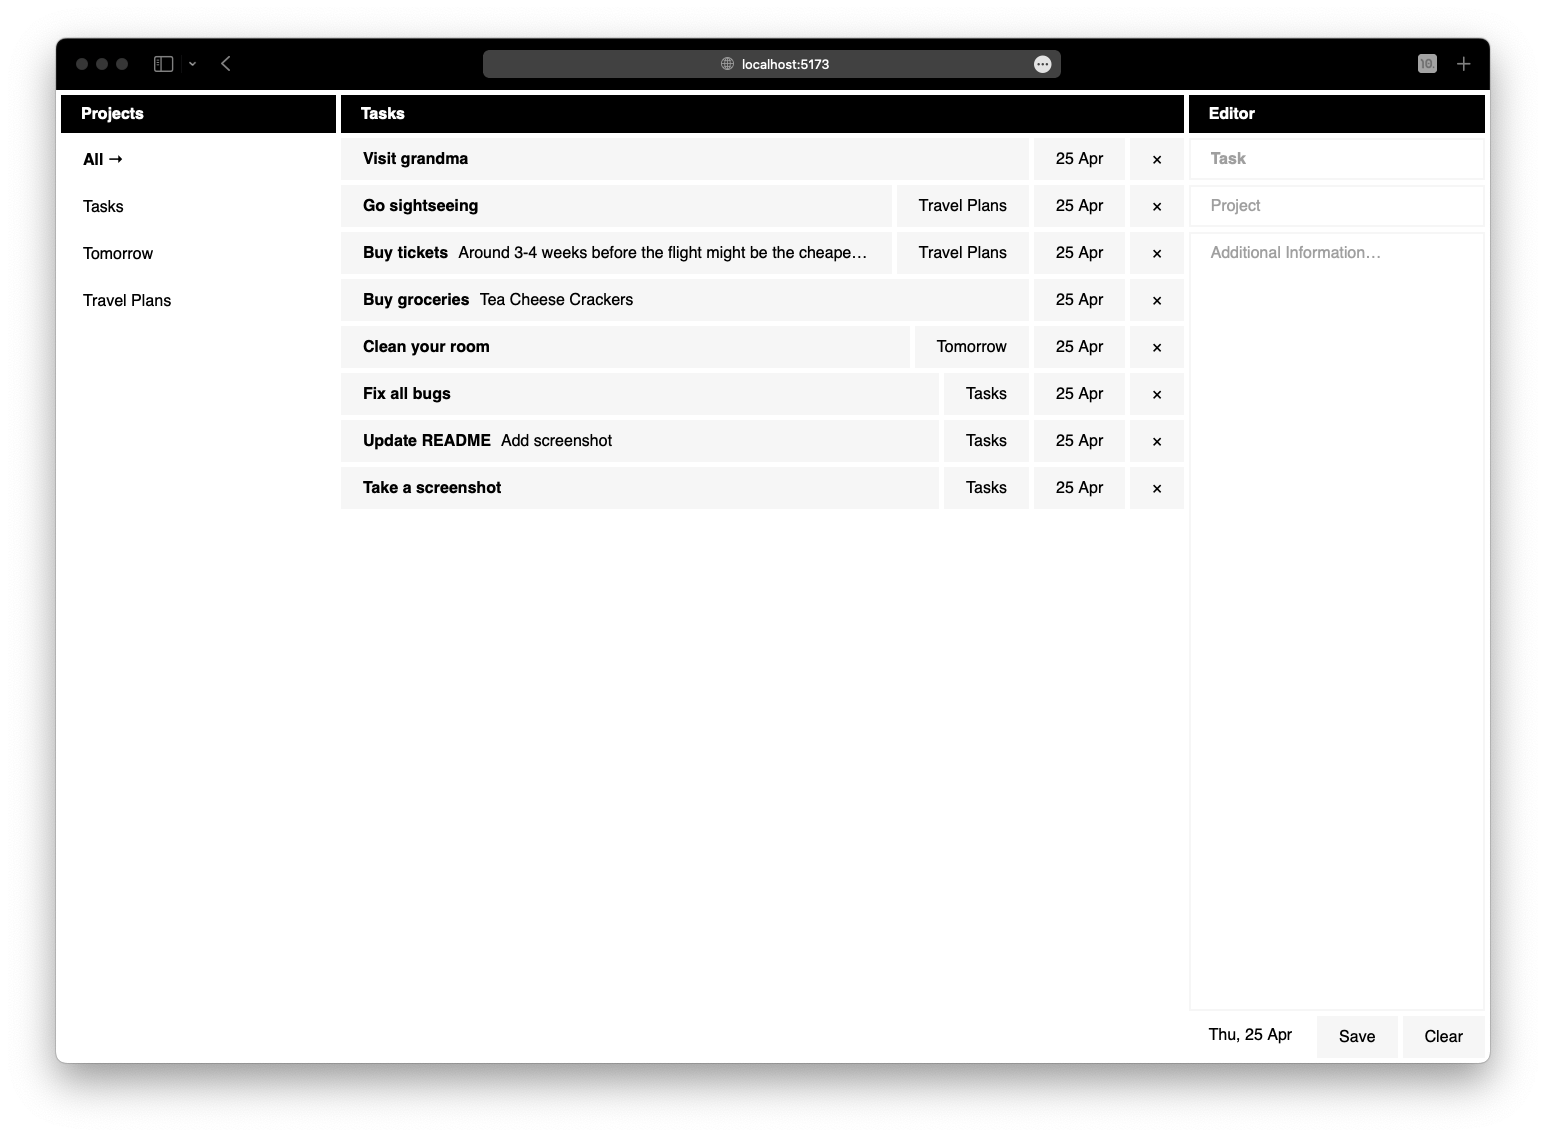 localhost:5173
Projects
Tasks
Editor
All →
Tasks
Tomorrow
Travel Plans
Visit grandma 25 Apr ×
Go sightseeing Travel Plans 25 Apr ×
Buy tickets Around 3-4 weeks before the flight might be the cheape… Travel Plans 25 Apr ×
Buy groceries Tea Cheese Crackers 25 Apr ×
Clean your room Tomorrow 25 Apr ×
Fix all bugs Tasks 25 Apr ×
Update README Add screenshot Tasks 25 Apr ×
Take a screenshot Tasks 25 Apr ×
Task
Project
Additional Information…
Thu, 25 Apr Save Clear